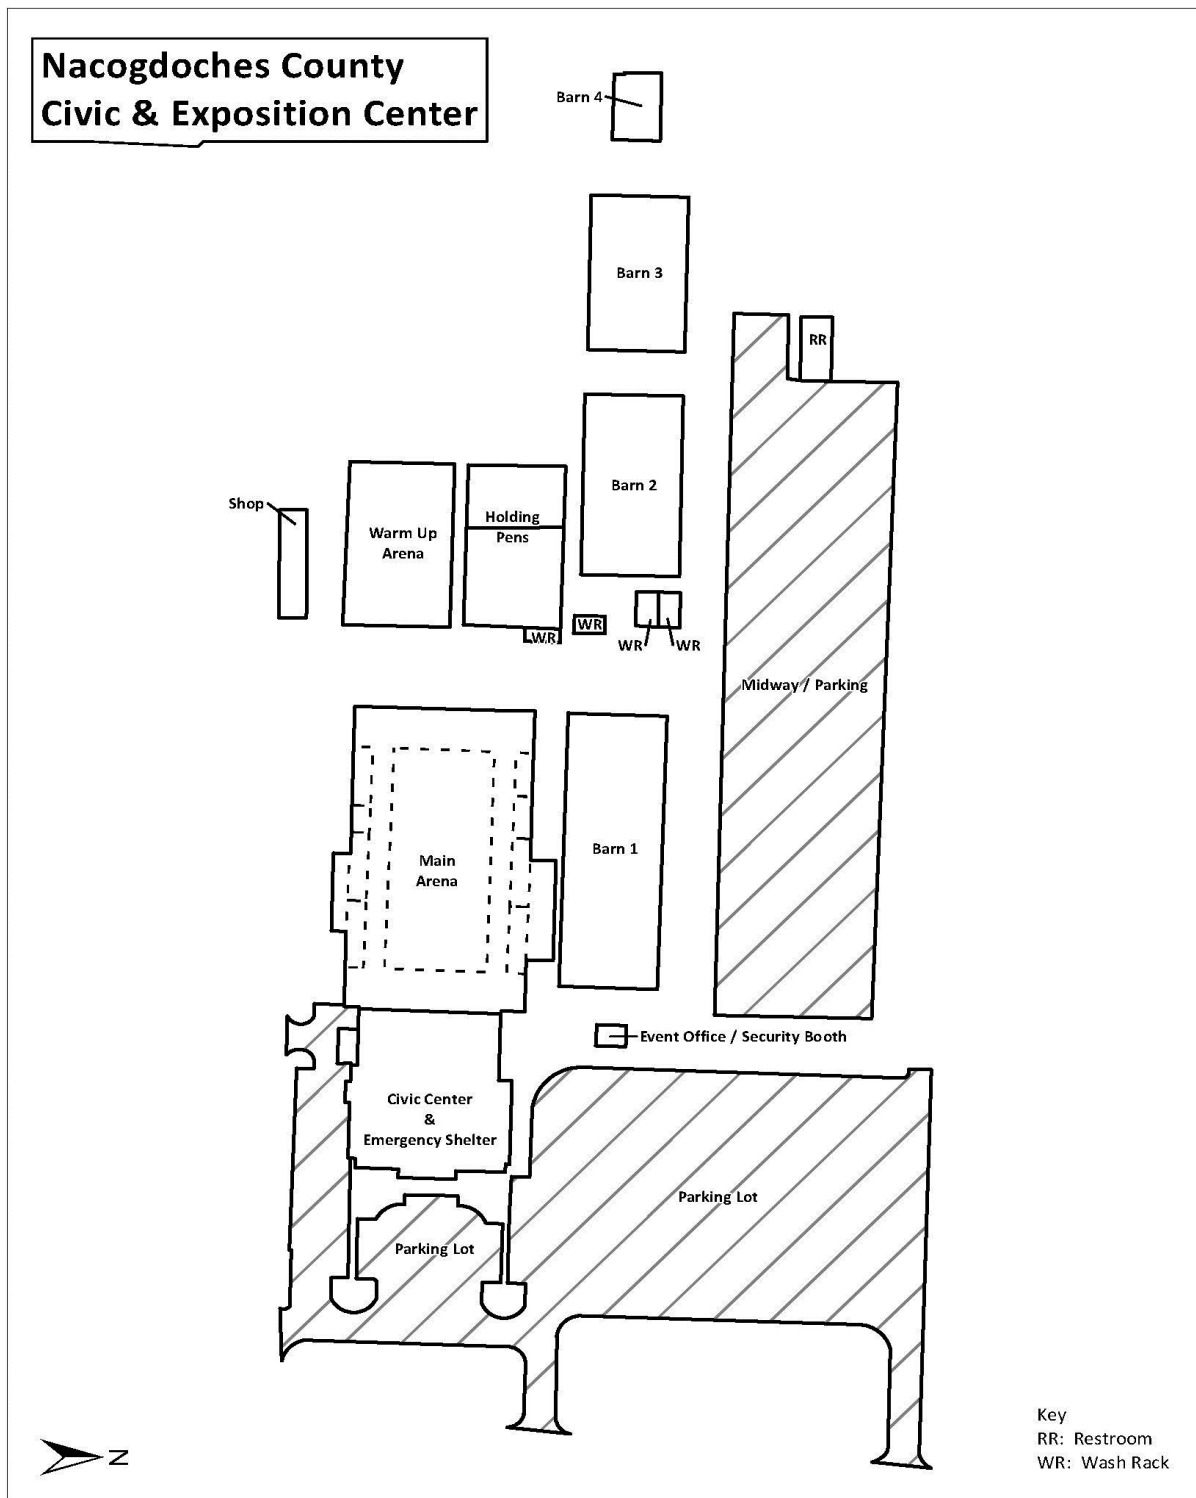 Nacogdoches County
Civic & Exposition Center
Barn 4
Barn 3
RR
Barn 2
Shop
Holding
Pens
Warm Up
Arena
WR
WR
WR
WR
Midway / Parking
Barn 1
Main
Arena
Event Office / Security Booth
Civic Center
&
Emergency Shelter
Parking Lot
Parking Lot
Key
RR: Restroom
WR: Wash Rack
N